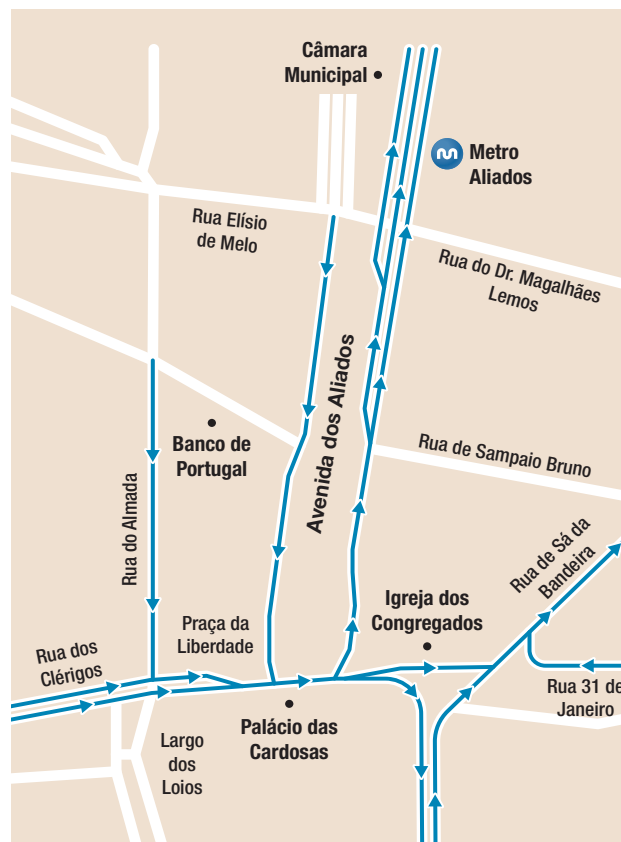 Câmara
Municipal
Metro
Aliados
Rua Elísio
de Melo
Rua do Dr. Magalhães
Lemos
Avenida dos Aliados
Banco de
Portugal
Rua de Sampaio Bruno
Rua do Almada
Rua de Sá da
Bandeira
Igreja dos
Congregados
Praça da
Liberdade
Rua dos
Clérigos
Rua 31 de
Janeiro
Palácio das
Cardosas
Largo
dos
Loios